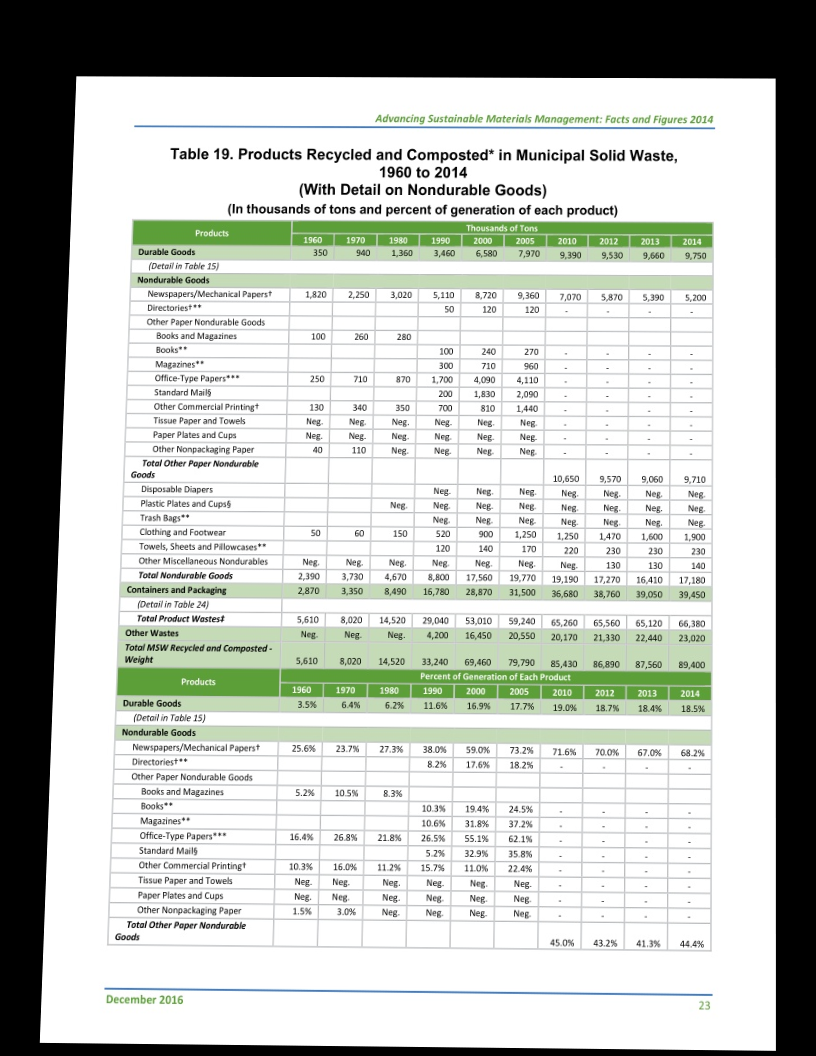 Advancing Sustainable Materials Management: Facts and Figures 2014
Table 19. Products Recycled and Composted* in Municipal Solid Waste,
1960 to 2014
(With Detail on Nondurable Goods)
(In thousands of tons and percent of generation of each product)
Products Thousands of Tons
1960 1970 1980 1990 2000 2005 2010 2012 2013 2014
Durable Goods 350 940 1,360 3,460 6,580 7,970 9,390 9,530 9,660 9,750
(Detail in Table 15)
Nondurable Goods
Newspapers/Mechanical Papers† 1,820 2,250 3,020 5,110 8,720 9,360 7,070 5,870 5,390 5,200
Directories†** 50 120 120 - - - -
Other Paper Nondurable Goods
Books and Magazines 100 260 280
Books** 100 240 270 - - - -
Magazines** 300 710 960 - - - -
Office-Type Papers*** 250 710 870 1,700 4,090 4,110 - - - -
Standard Mail§ 200 1,830 2,090 - - - -
Other Commercial Printing† 130 340 350 700 810 1,440 - - - -
Tissue Paper and Towels Neg. Neg. Neg. Neg. Neg. Neg. - - - -
Paper Plates and Cups Neg. Neg. Neg. Neg. Neg. Neg. - - - -
Other Nonpackaging Paper 40 110 Neg. Neg. Neg. Neg. - - - -
Total Other Paper Nondurable
Goods 10,650 9,570 9,060 9,710
Disposable Diapers Neg. Neg. Neg. Neg. Neg. Neg. Neg.
Plastic Plates and Cups§ Neg. Neg. Neg. Neg. Neg. Neg. Neg. Neg.
Trash Bags** Neg. Neg. Neg. Neg. Neg. Neg. Neg.
Clothing and Footwear 50 60 150 520 900 1,250 1,250 1,470 1,600 1,900
Towels, Sheets and Pillowcases** 120 140 170 220 230 230 230
Other Miscellaneous Nondurables Neg. Neg. Neg. Neg. Neg. Neg. Neg. 130 130 140
Total Nondurable Goods 2,390 3,730 4,670 8,800 17,560 19,770 19,190 17,270 16,410 17,180
Containers and Packaging 2,870 3,350 8,490 16,780 28,870 31,500 36,680 38,760 39,050 39,450
(Detail in Table 24)
Total Product Wastes‡ 5,610 8,020 14,520 29,040 53,010 59,240 65,260 65,560 65,120 66,380
Other Wastes Neg. Neg. Neg. 4,200 16,450 20,550 20,170 21,330 22,440 23,020
Total MSW Recycled and Composted -
Weight 5,610 8,020 14,520 33,240 69,460 79,790 85,430 86,890 87,560 89,400
Products Percent of Generation of Each Product
1960 1970 1980 1990 2000 2005 2010 2012 2013 2014
Durable Goods 3.5% 6.4% 6.2% 11.6% 16.9% 17.7% 19.0% 18.7% 18.4% 18.5%
(Detail in Table 15)
Nondurable Goods
Newspapers/Mechanical Papers† 25.6% 23.7% 27.3% 38.0% 59.0% 73.2% 71.6% 70.0% 67.0% 68.2%
Directories†** 8.2% 17.6% 18.2% - - - -
Other Paper Nondurable Goods
Books and Magazines 5.2% 10.5% 8.3%
Books** 10.3% 19.4% 24.5% - - - -
Magazines** 10.6% 31.8% 37.2% - - - -
Office-Type Papers*** 16.4% 26.8% 21.8% 26.5% 55.1% 62.1% - - - -
Standard Mail§ 5.2% 32.9% 35.8% - - - -
Other Commercial Printing† 10.3% 16.0% 11.2% 15.7% 11.0% 22.4% - - - -
Tissue Paper and Towels Neg. Neg. Neg. Neg. Neg. Neg. - - - -
Paper Plates and Cups Neg. Neg. Neg. Neg. Neg. Neg. - - - -
Other Nonpackaging Paper 1.5% 3.0% Neg. Neg. Neg. Neg. - - - -
Total Other Paper Nondurable
Goods 45.0% 43.2% 41.3% 44.4%
December 2016 23